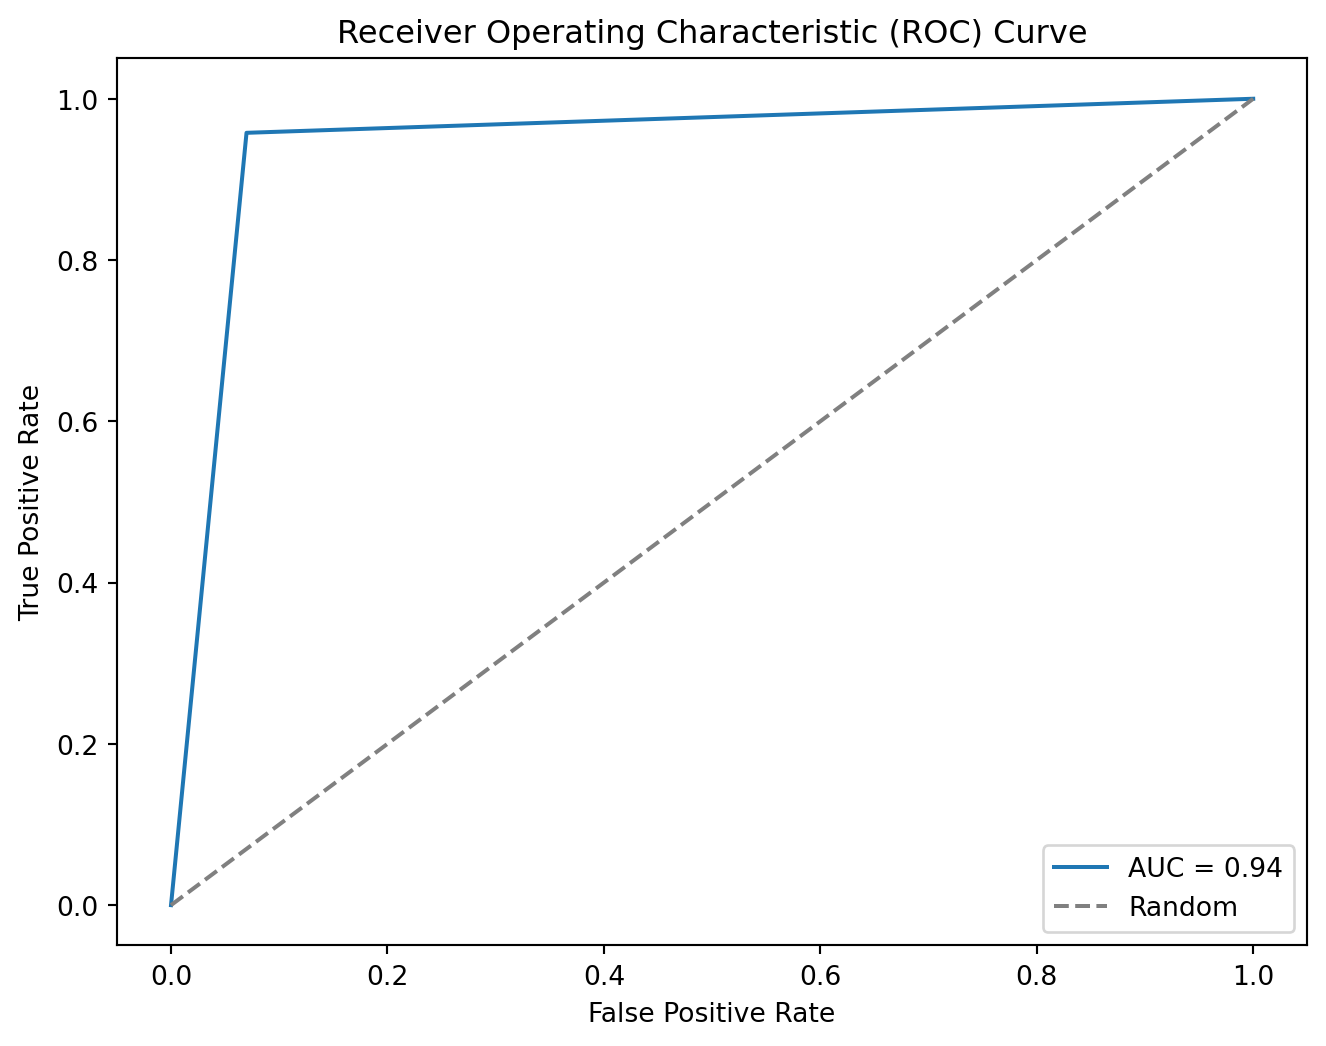 Receiver Operating Characteristic (ROC) Curve
1.0
0.8
0.6
0.4
0.2
0.0
True Positive Rate
0.0 0.2 0.4 0.6 0.8 1.0
False Positive Rate
AUC = 0.94
Random